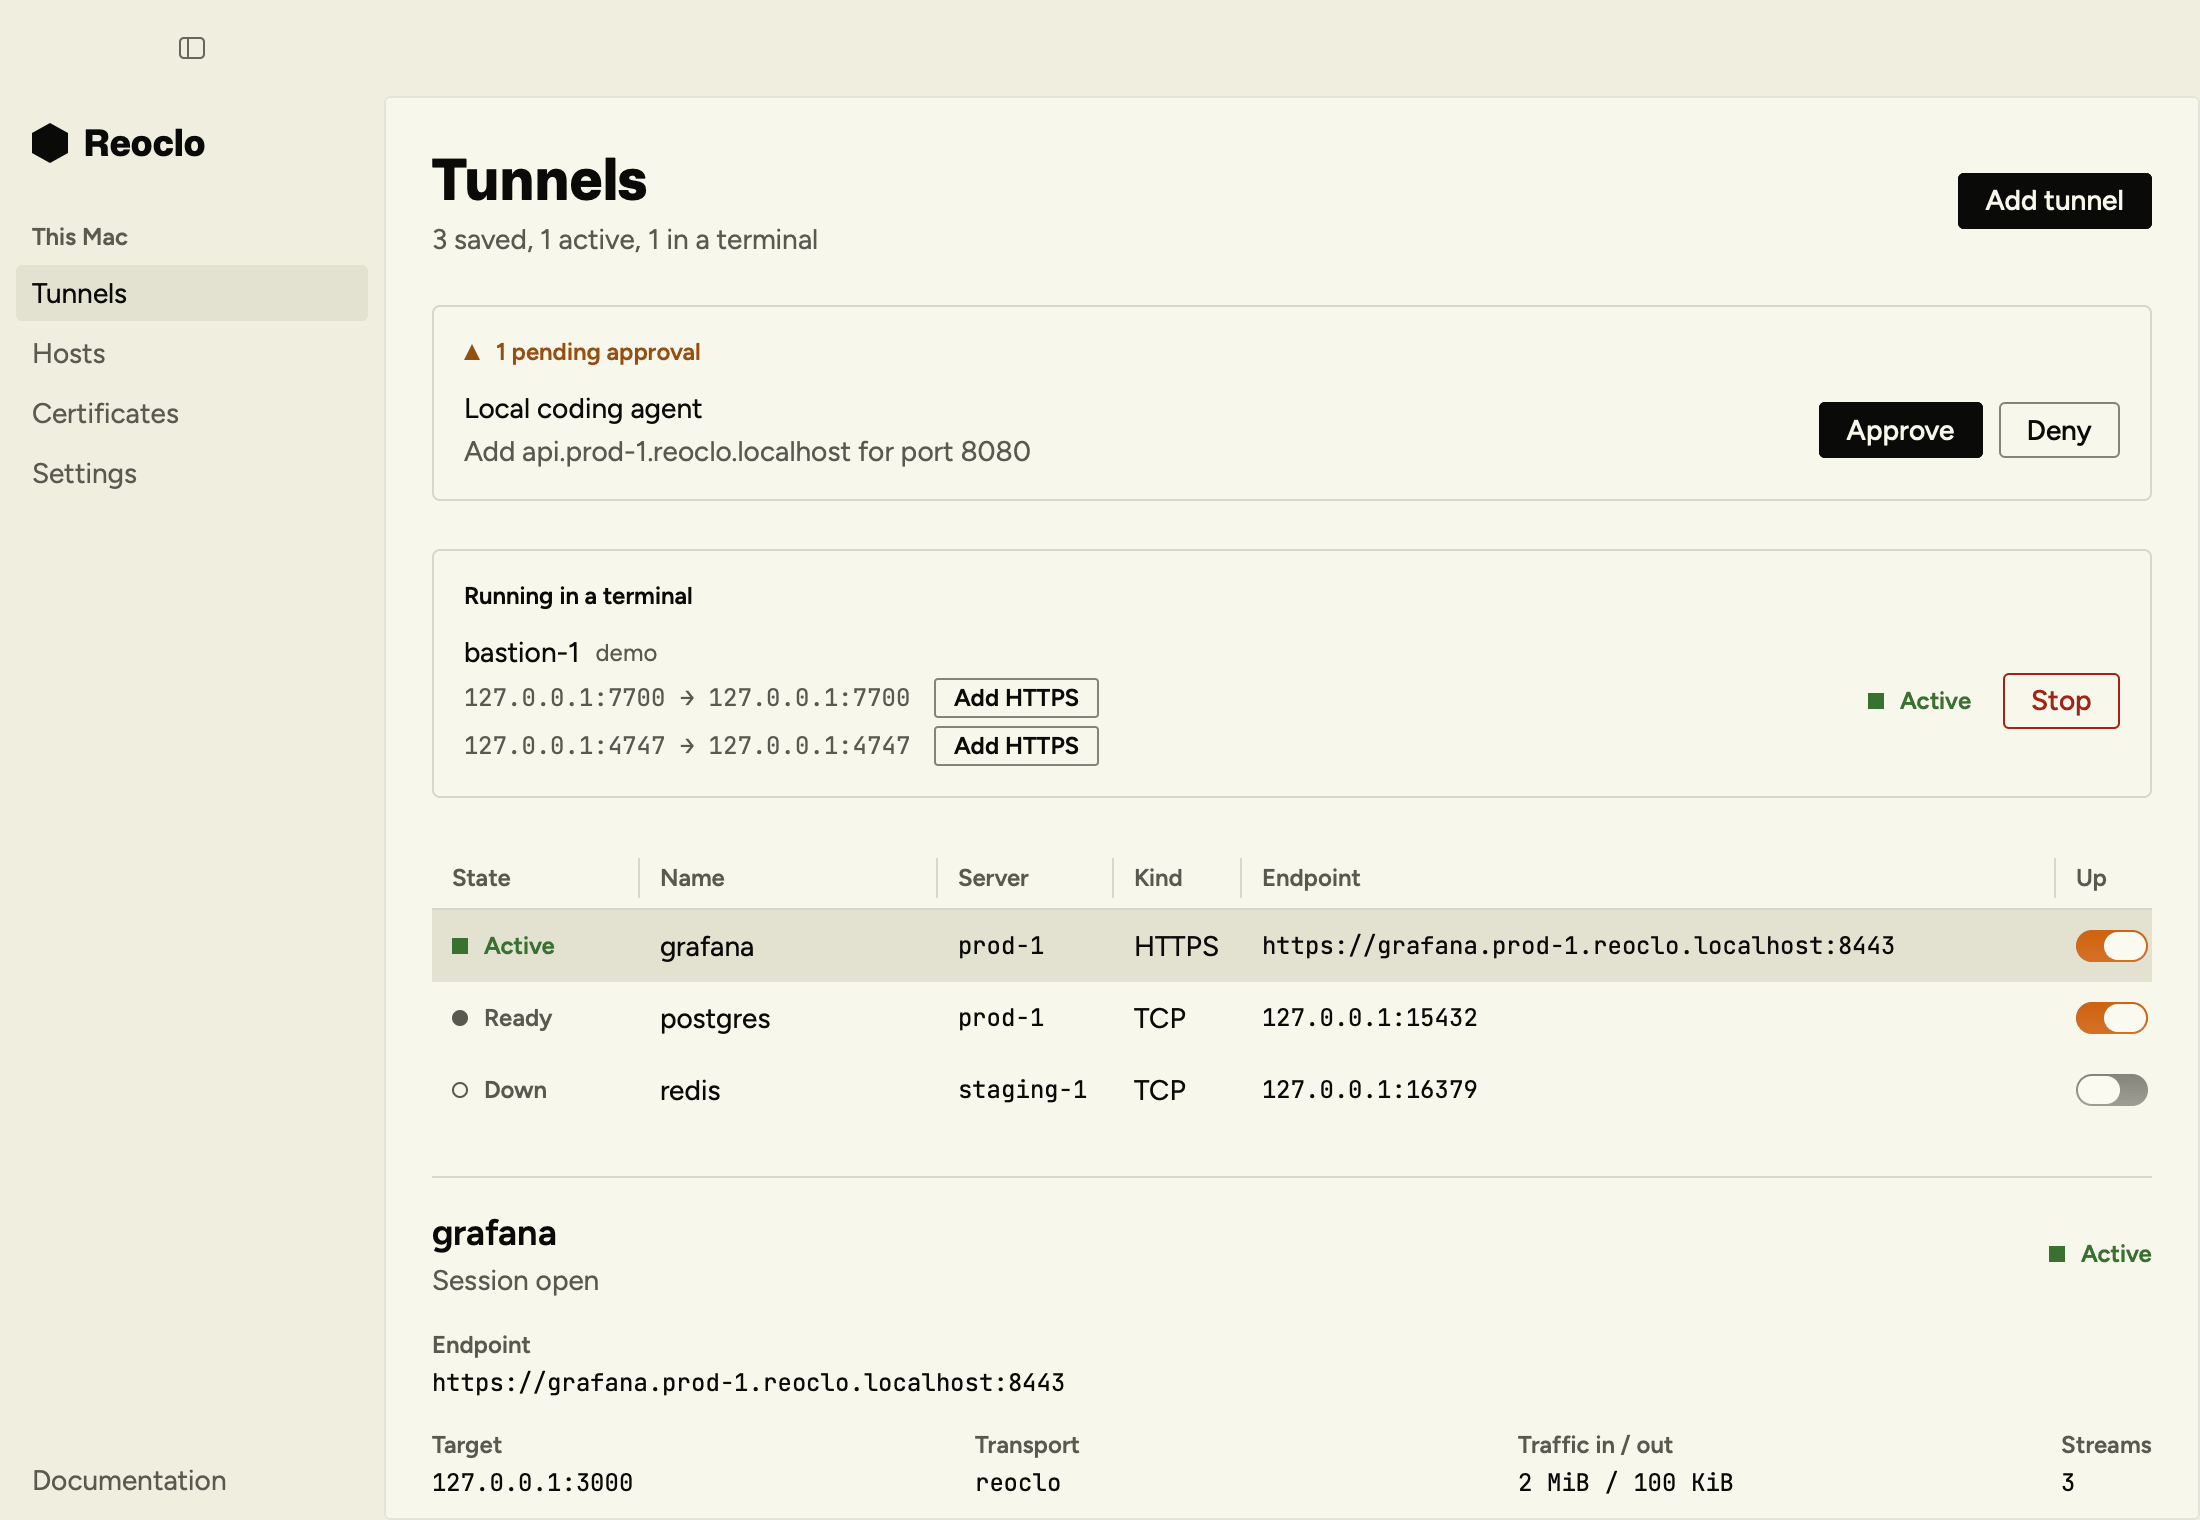 Reoclo
This Mac
Tunnels
Hosts
Certificates
Settings
Documentation
Tunnels
3 saved, 1 active, 1 in a terminal
Add tunnel
1 pending approval
Local coding agent
Add api.prod-1.reoclo.localhost for port 8080
Approve
Deny
Running in a terminal
bastion-1 demo
127.0.0.1:7700 → 127.0.0.1:7700 Add HTTPS
127.0.0.1:4747 → 127.0.0.1:4747 Add HTTPS
Active
Stop
State Name Server Kind Endpoint Up
Active grafana prod-1 HTTPS https://grafana.prod-1.reoclo.localhost:8443
Ready postgres prod-1 TCP 127.0.0.1:15432
Down redis staging-1 TCP 127.0.0.1:16379
grafana
Session open
Active
Endpoint
https://grafana.prod-1.reoclo.localhost:8443
Target Transport Traffic in / out Streams
127.0.0.1:3000 reoclo 2 MiB / 100 KiB 3